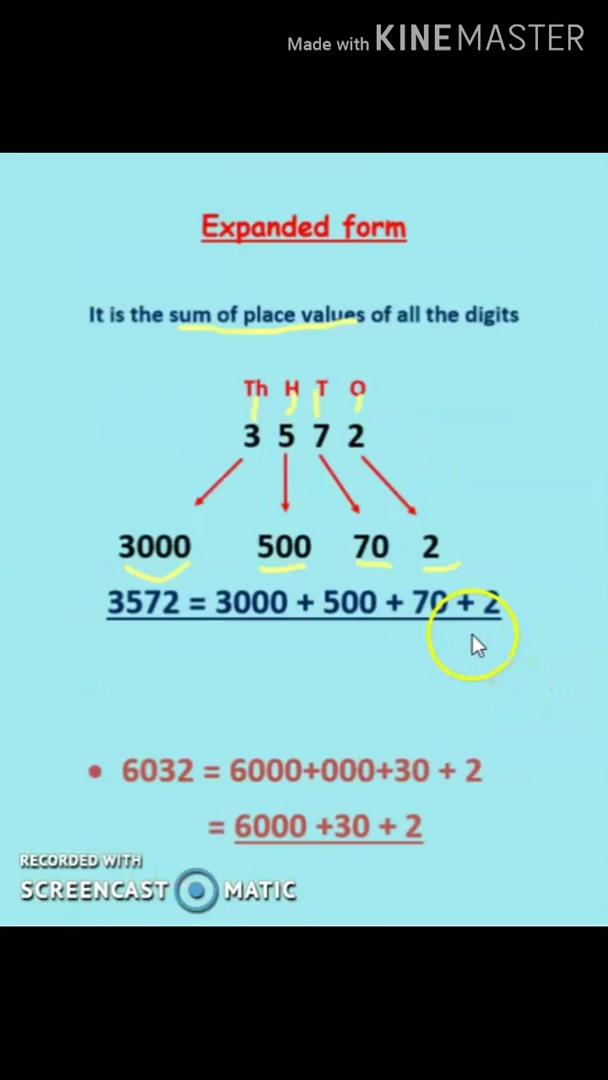 Made with KINEMASTER
Expanded form
It is the sum of place values of all the digits
Th H T O
3 5 7 2
3000 500 70 2
3572 = 3000 + 500 + 70 + 2
• 6032 = 6000+000+30 + 2
= 6000 +30 + 2
RECORDED WITH
SCREENCAST MATIC